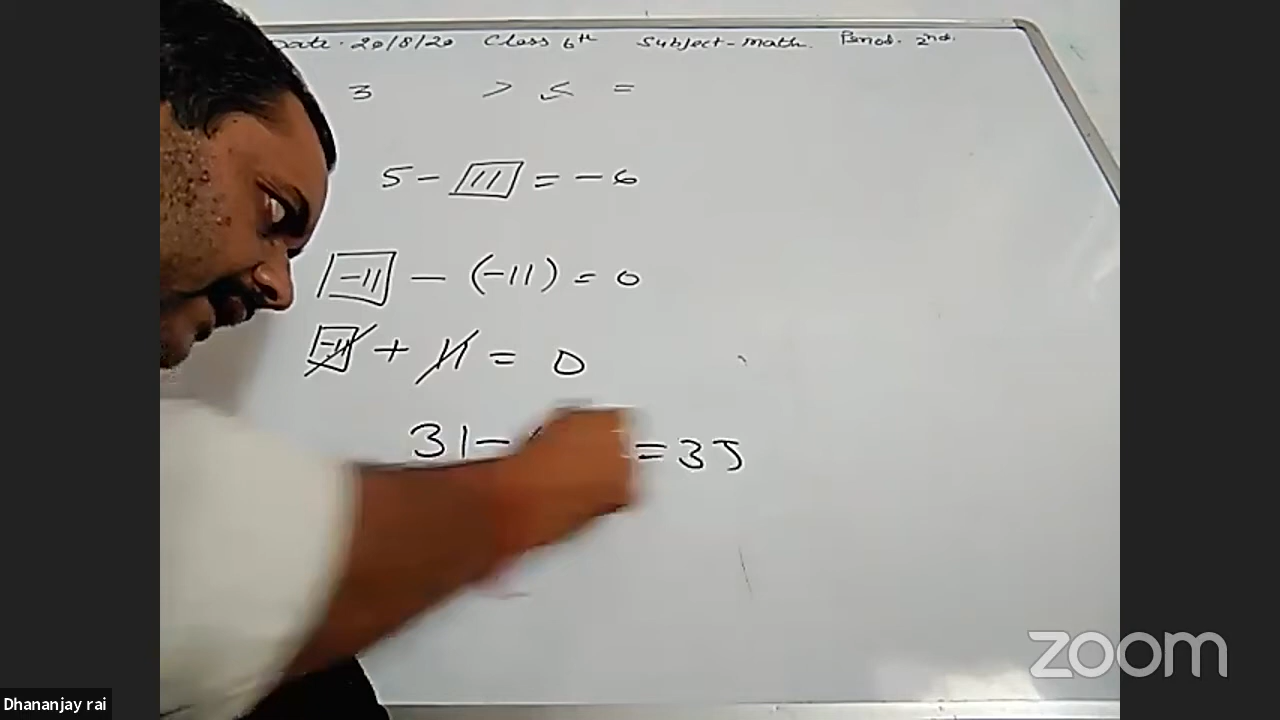 Date. 20/8/20 Class 6th Subject-math. Period. 2nd.
3 > < =
5 - 11 = -6
-11 - (-11) = 0
-11 + 11 = 0
31 - = 35
zoom
Dhananjay rai